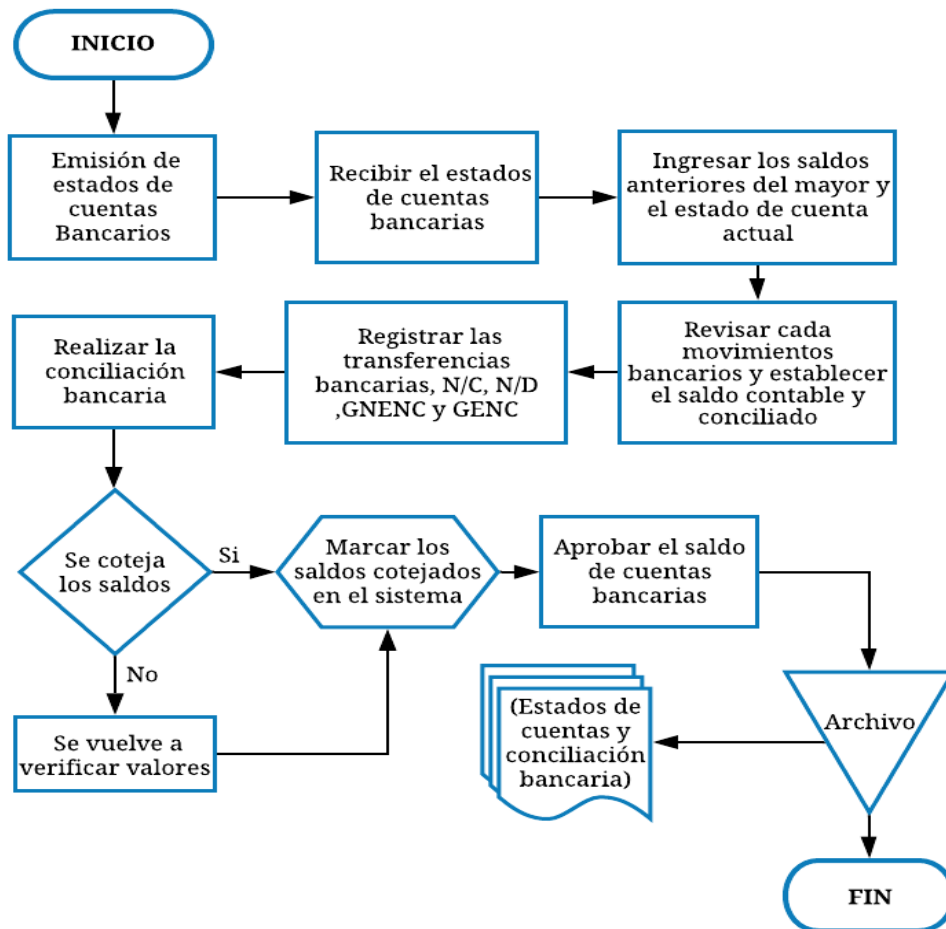 INICIO
Emisión de
estados de
cuentas
Bancarios
Recibir el estados
de cuentas
bancarias
Ingresar los saldos
anteriores del mayor y
el estado de cuenta
actual
Revisar cada
movimientos
bancarios y establecer
el saldo contable y
conciliado
Registrar las
transferencias
bancarias, N/C, N/D
,GNENC y GENC
Realizar la
conciliación
bancaria
Se coteja
los saldos
Si
No
Se vuelve a
verificar valores
Marcar los
saldos cotejados
en el sistema
Aprobar el saldo
de cuentas
bancarias
Archivo
(Estados de
cuentas y
conciliación
bancaria)
FIN